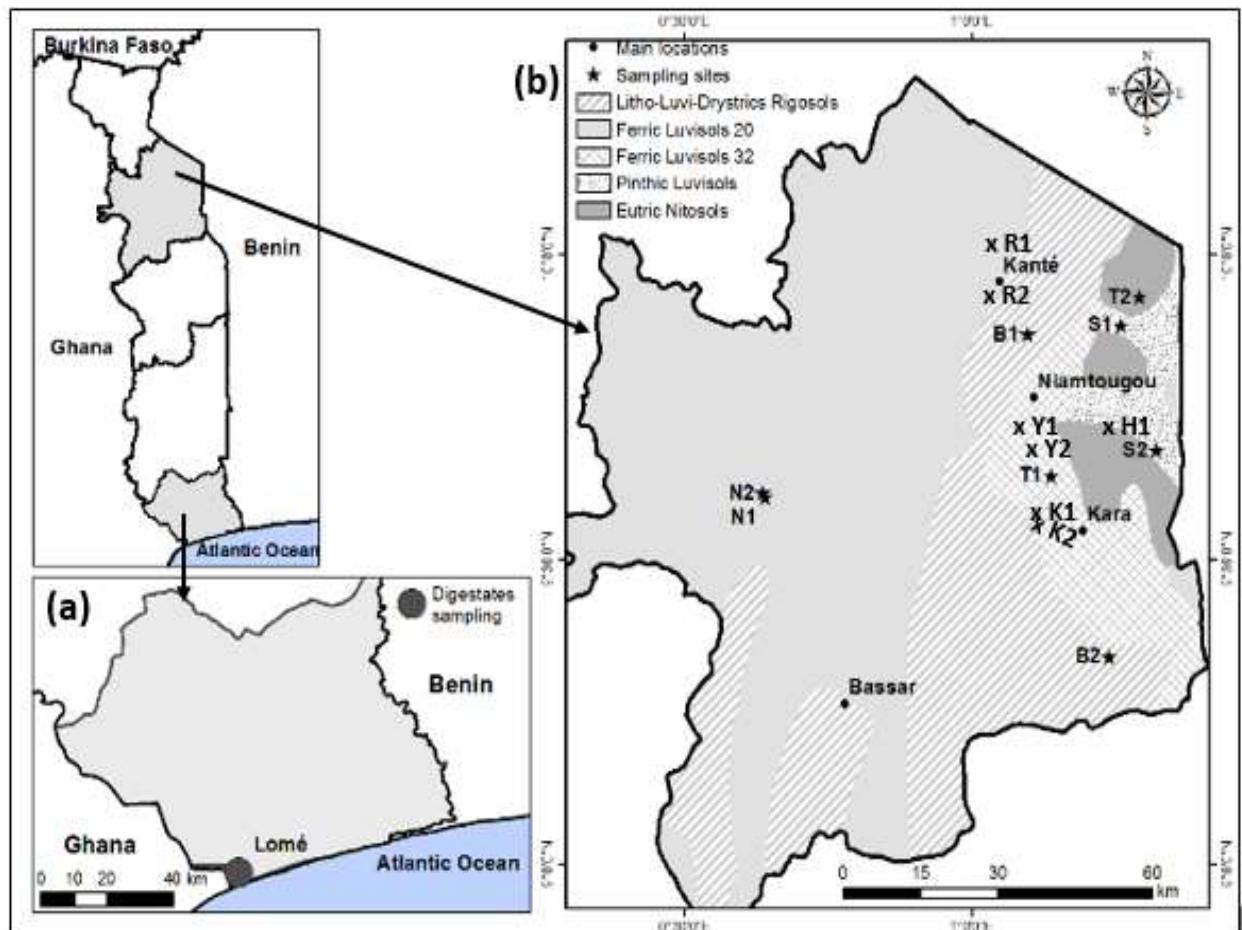 Burkina Faso
Ghana
Benin
Atlantic Ocean
(a)
Digestates
sampling
Benin
Ghana
Lomé
Atlantic Ocean
0 10 20 40 km
(b)
1°00'E
Main locations
Sampling sites
Litho-Luvi-Drystrics Rigosols
Ferric Luvisols 20
Ferric Luvisols 32
Pinthic Luvisols
Eutric Nitosols
N
W E
S
x R1
Kanté
x R2
T2
S1
B1
Niamtougou
x Y1
x H1
x Y2
S2
T1
N2
N1
x K1
Kara
x K2
B2
Bassar
0 15 30 60
km